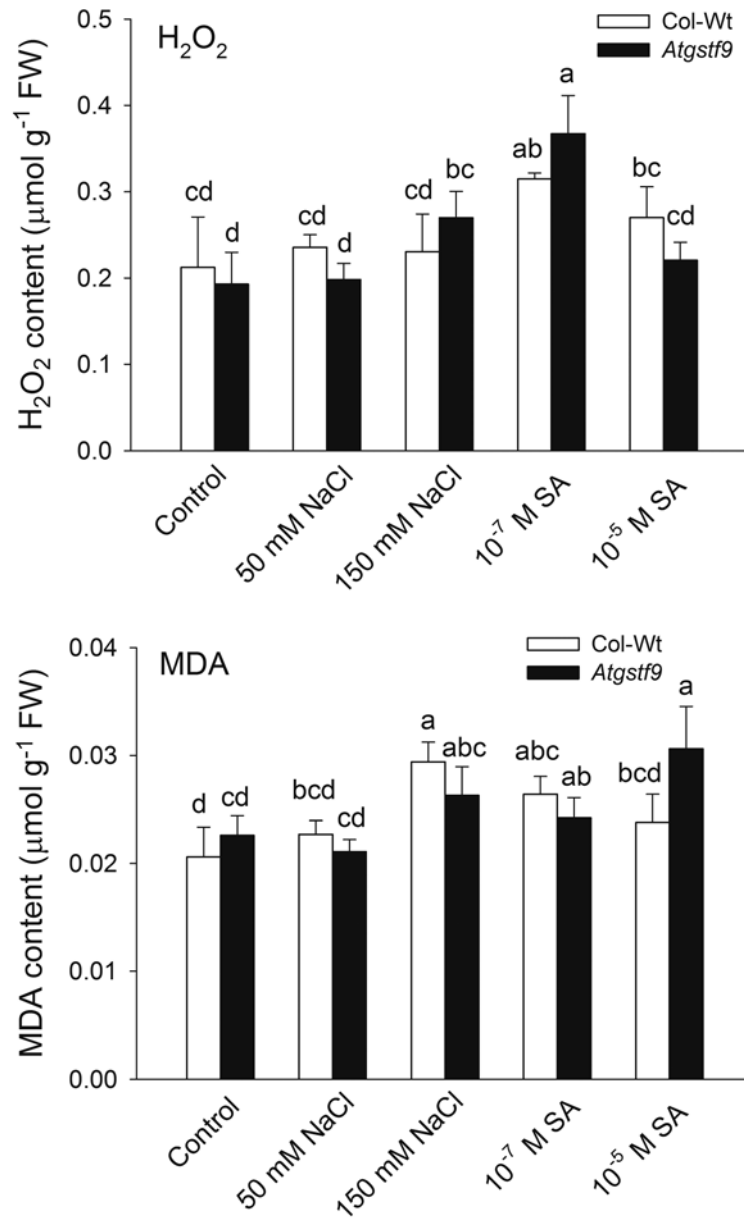 H₂O₂
Col-Wt
Atgstf9
H₂O₂ content (μmol g⁻¹ FW)
0.5
0.4
0.3
0.2
0.1
0.0
cd
d
cd
d
cd
bc
ab
a
bc
cd
Control
50 mM NaCl
150 mM NaCl
10⁻⁷ M SA
10⁻⁵ M SA
MDA
Col-Wt
Atgstf9
MDA content (μmol g⁻¹ FW)
0.04
0.03
0.02
0.01
0.00
d
cd
bcd
cd
a
abc
abc
ab
bcd
a
Control
50 mM NaCl
150 mM NaCl
10⁻⁷ M SA
10⁻⁵ M SA